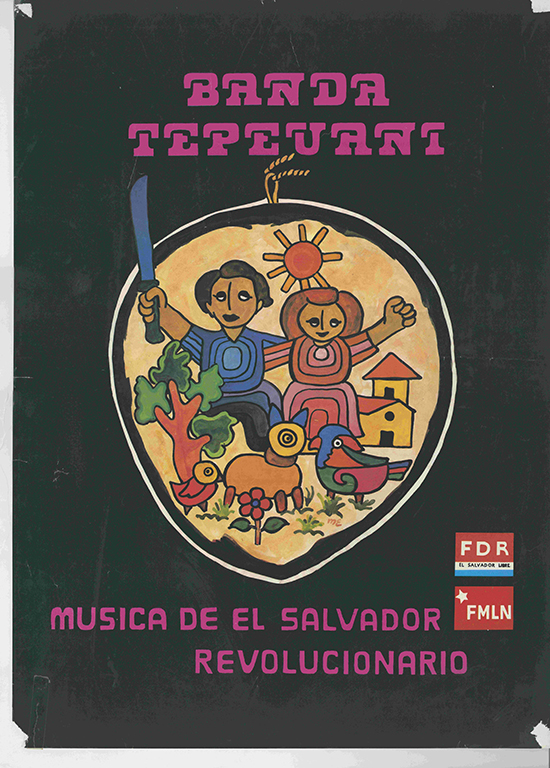 BANDA
TEPEUANI
FDR
EL SALVADOR LIBRE
FMLN
MUSICA DE EL SALVADOR
REVOLUCIONARIO